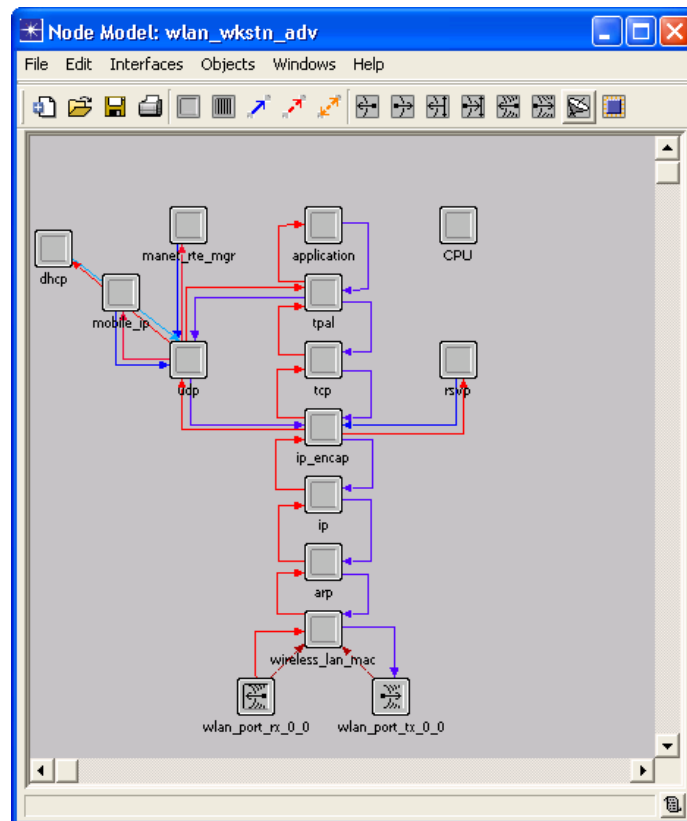 Node Model: wlan_wkstn_adv
File Edit Interfaces Objects Windows Help
manet_rte_mgr
application
CPU
dhcp
mobile_ip
tpal
udp
tcp
rsvp
ip_encap
ip
arp
wireless_lan_mac
wlan_port_rx_0_0
wlan_port_tx_0_0